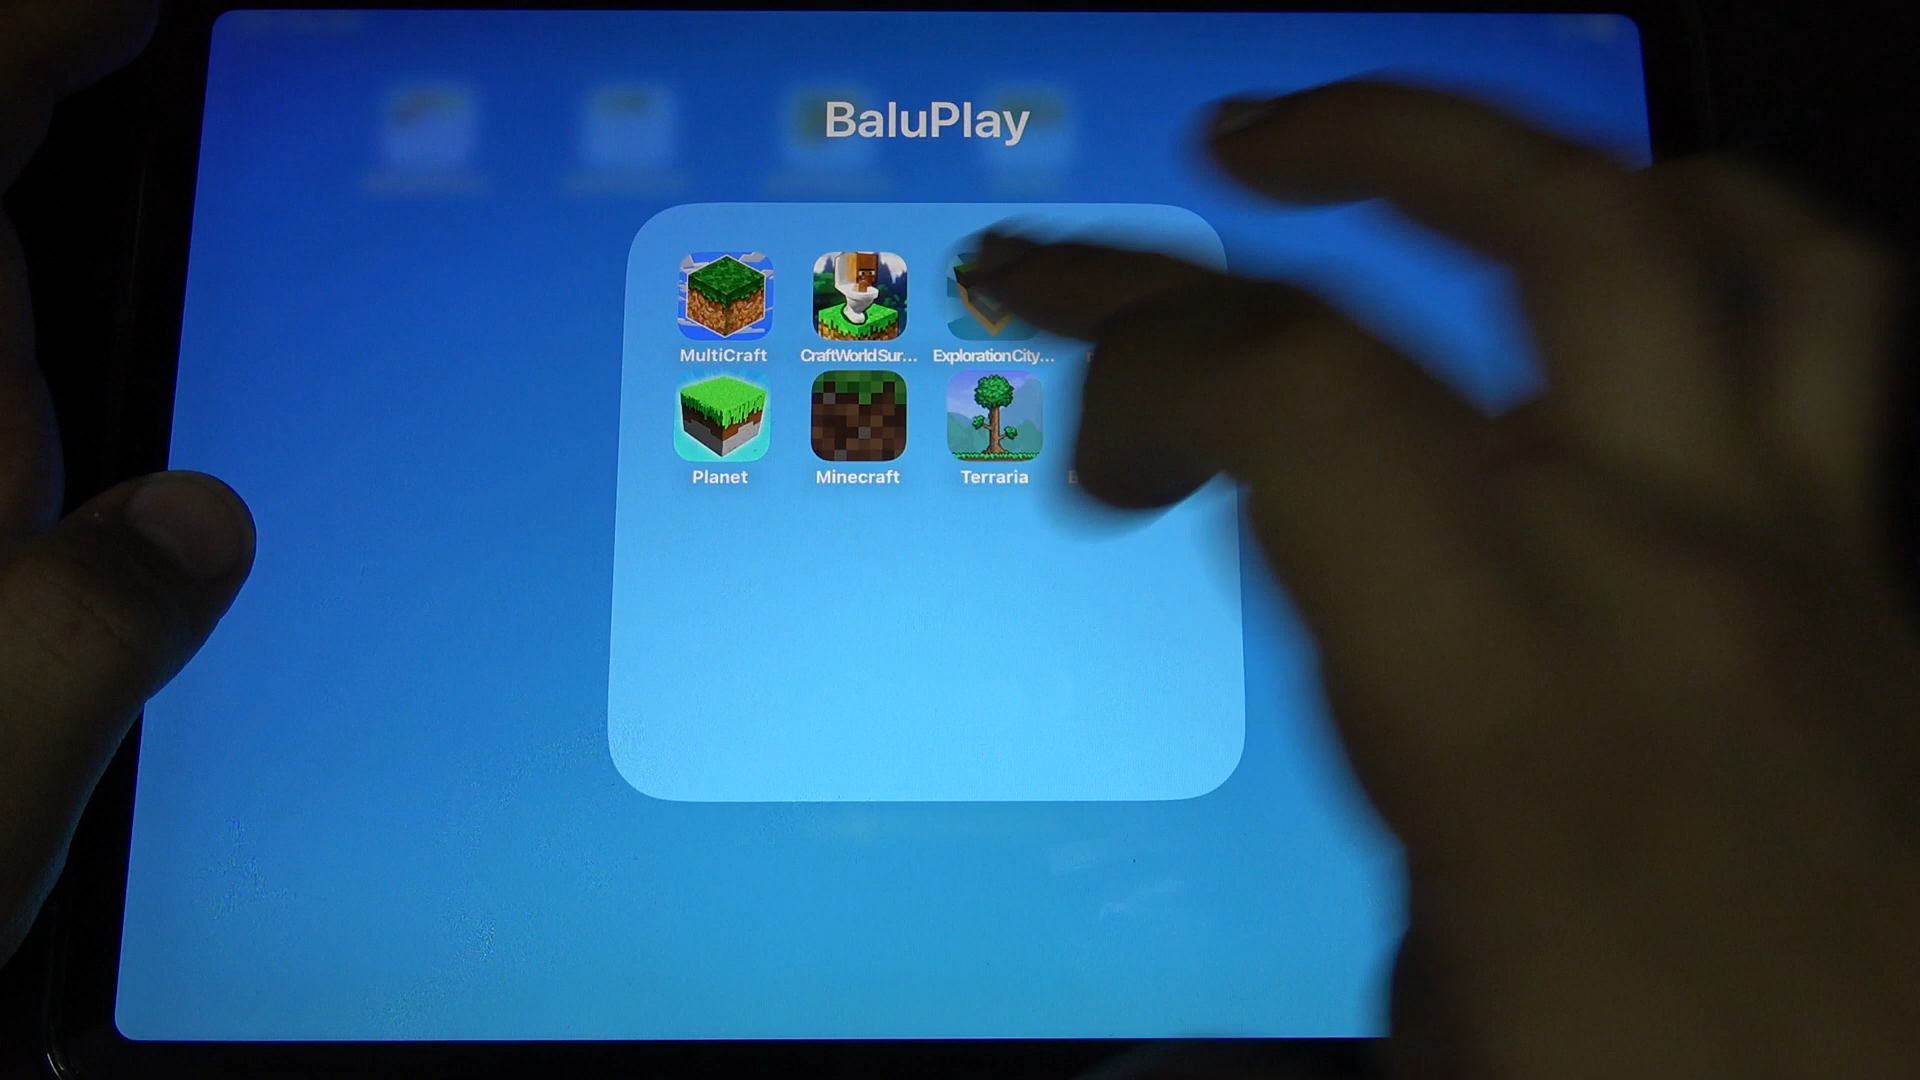 BaluPlay
MultiCraft
CraftWorldSur...
ExplorationCity...
Planet
Minecraft
Terraria